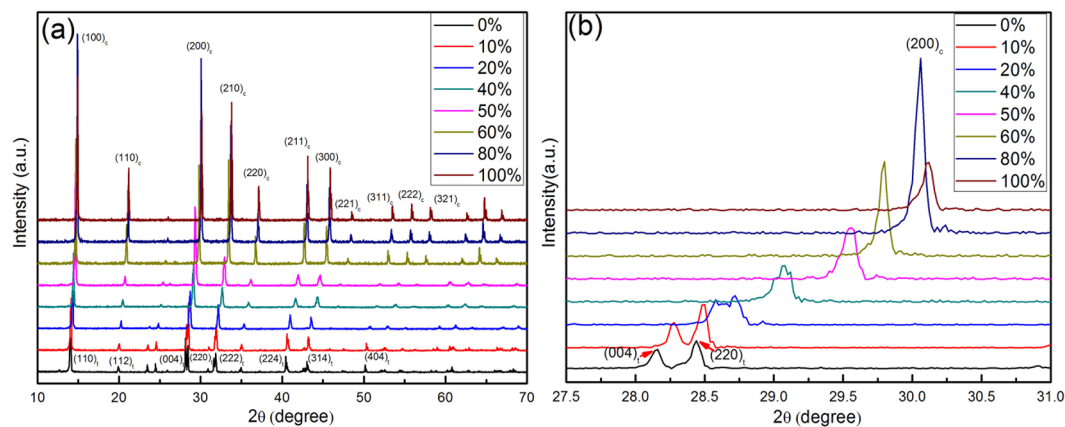 (a)
(100)c
(200)c
(210)c
(110)c
(220)c
(211)c
(300)c
(221)c
(311)c
(222)c
(321)c
0%
10%
20%
40%
50%
60%
80%
100%
(110)t
(112)t
(004)t
(220)t
(222)t
(224)t
(314)t
(404)t
Intensity (a.u.)
10 20 30 40 50 60 70
2θ (degree)
(b)
(200)c
0%
10%
20%
40%
50%
60%
80%
100%
(004)t
(220)t
Intensity(a.u.)
27.5 28.0 28.5 29.0 29.5 30.0 30.5 31.0
2θ (degree)